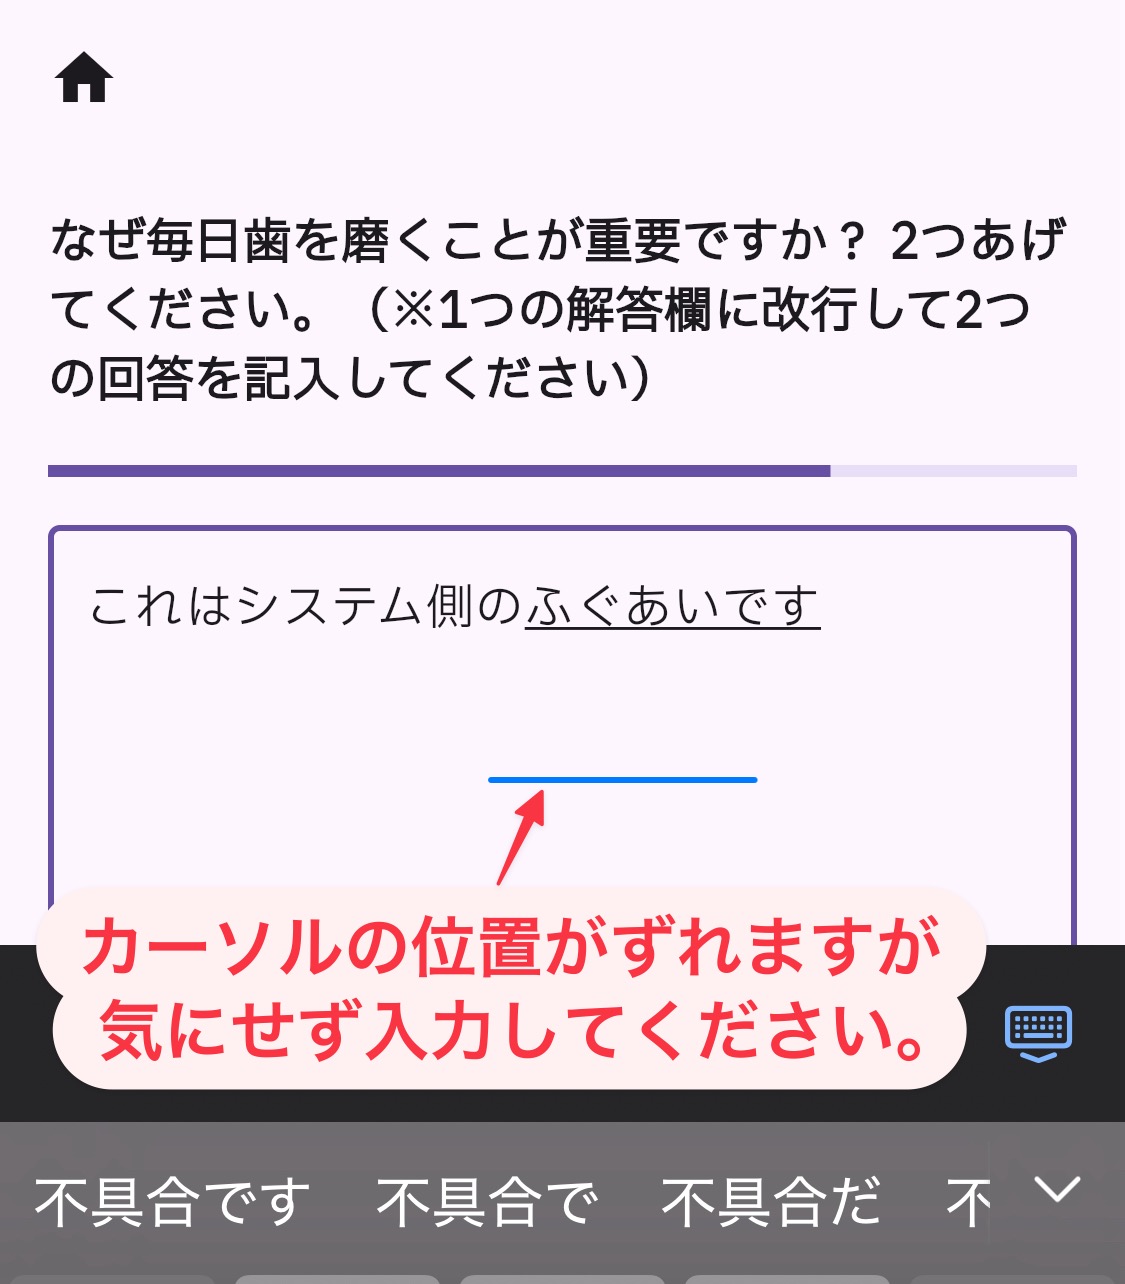 なぜ毎日歯を磨くことが重要ですか？ 2つあげ
てください。（※1つの解答欄に改行して2つ
の回答を記入してください）
これはシステム側のふぐあいです
カーソルの位置がずれますが
気にせず入力してください。
不具合です 不具合で 不具合だ 不